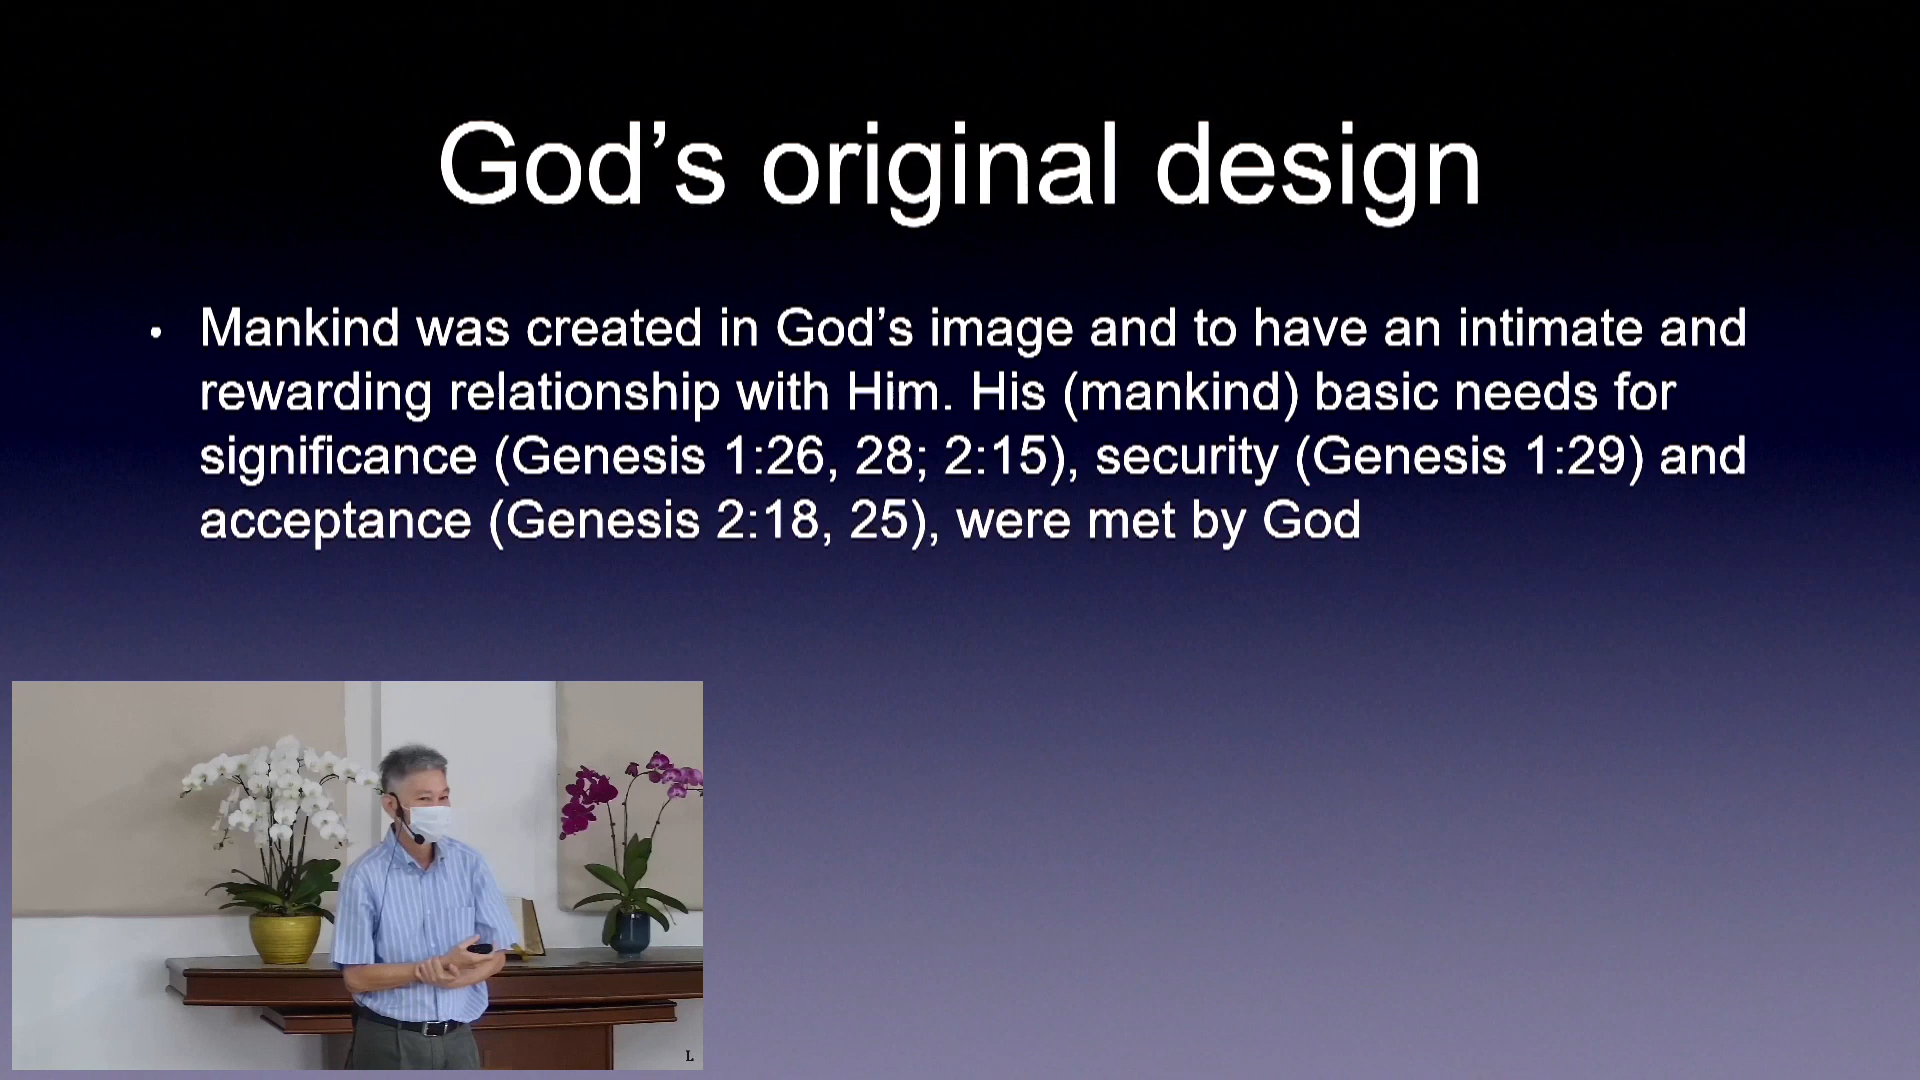 God’s original design
• Mankind was created in God’s image and to have an intimate and
rewarding relationship with Him. His (mankind) basic needs for
significance (Genesis 1:26, 28; 2:15), security (Genesis 1:29) and
acceptance (Genesis 2:18, 25), were met by God
L